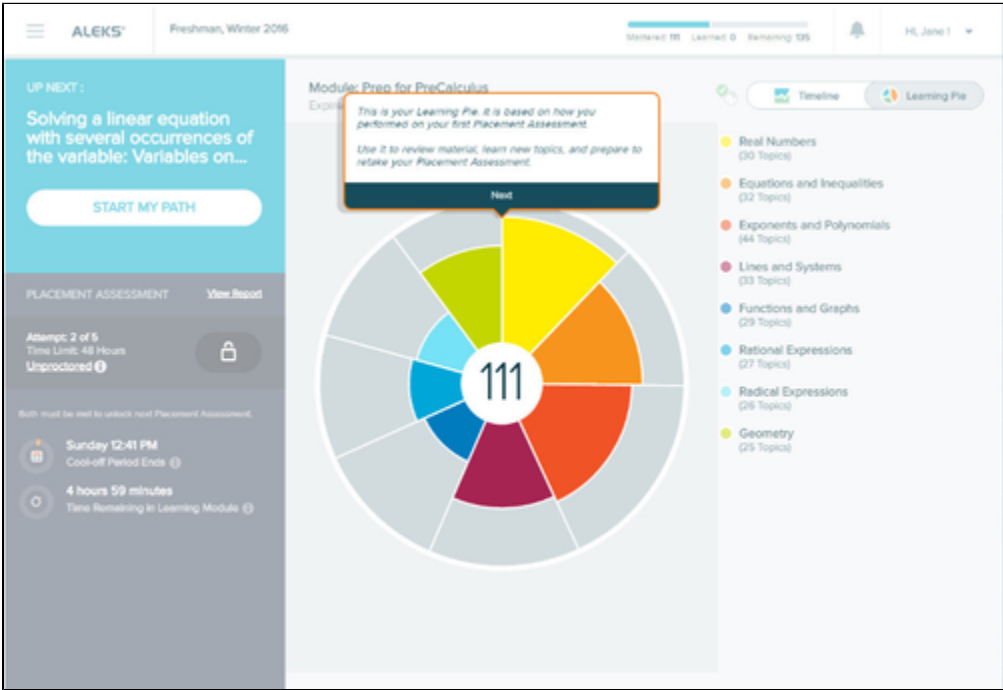 ALEKS®
Freshman, Winter 2016
Mastered: 111 Learned: 0 Remaining: 135
Hi, Jane !
UP NEXT :
Solving a linear equation
with several occurrences of
the variable: Variables on...
START MY PATH
PLACEMENT ASSESSMENT View Report
Attempt: 2 of 5
Time Limit: 48 Hours
Unproctored
Both must be met to unlock next Placement Assessment.
Sunday 12:41 PM
Cool-off Period Ends
4 hours 59 minutes
Time Remaining in Learning Module
Module: Prep for PreCalculus
This is your Learning Pie. It is based on how you
performed on your first Placement Assessment.
Use it to review material, learn new topics, and prepare to
retake your Placement Assessment.
Next
111
Timeline
Learning Pie
Real Numbers
(30 Topics)
Equations and Inequalities
(32 Topics)
Exponents and Polynomials
(44 Topics)
Lines and Systems
(33 Topics)
Functions and Graphs
(29 Topics)
Rational Expressions
(27 Topics)
Radical Expressions
(26 Topics)
Geometry
(25 Topics)